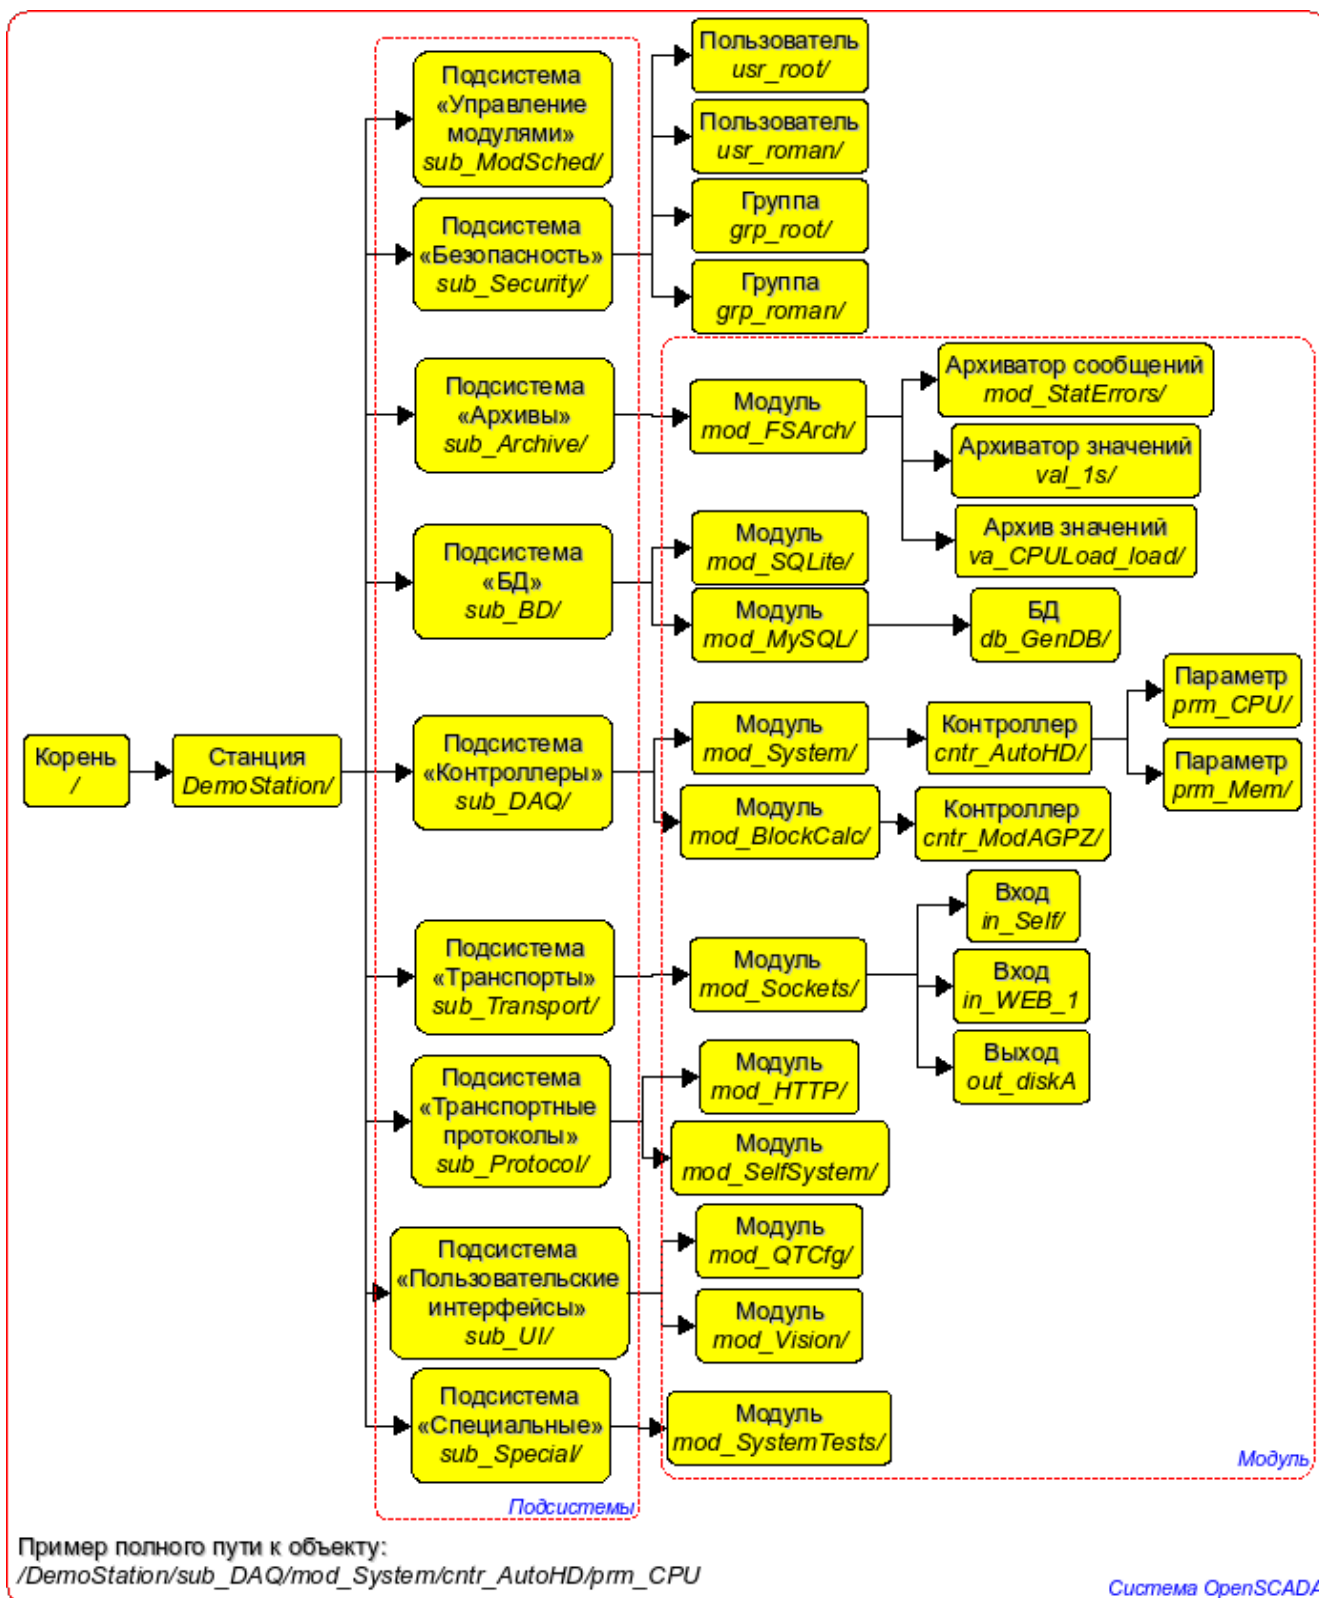 Корень
/
Станция
DemoStation/
Подсистема
«Управление
модулями»
sub_ModSched/
Подсистема
«Безопасность»
sub_Security/
Пользователь
usr_root/
Пользователь
usr_roman/
Группа
grp_root/
Группа
grp_roman/
Подсистема
«Архивы»
sub_Archive/
Модуль
mod_FSArch/
Архиватор сообщений
mod_StatErrors/
Архиватор значений
val_1s/
Архив значений
va_CPULoad_load/
Подсистема
«БД»
sub_BD/
Модуль
mod_SQLite/
Модуль
mod_MySQL/
БД
db_GenDB/
Подсистема
«Контроллеры»
sub_DAQ/
Модуль
mod_System/
Контроллер
cntr_AutoHD/
Параметр
prm_CPU/
Параметр
prm_Mem/
Модуль
mod_BlockCalc/
Контроллер
cntr_ModAGPZ/
Подсистема
«Транспорты»
sub_Transport/
Модуль
mod_Sockets/
Вход
in_Self/
Вход
in_WEB_1
Выход
out_diskA
Подсистема
«Транспортные
протоколы»
sub_Protocol/
Модуль
mod_HTTP/
Модуль
mod_SelfSystem/
Подсистема
«Пользовательские
интерфейсы»
sub_UI/
Модуль
mod_QTCfg/
Модуль
mod_Vision/
Подсистема
«Специальные»
sub_Special/
Модуль
mod_SystemTests/
Модуль
Подсистемы
Пример полного пути к объекту:
/DemoStation/sub_DAQ/mod_System/cntr_AutoHD/prm_CPU
Система OpenSCADA